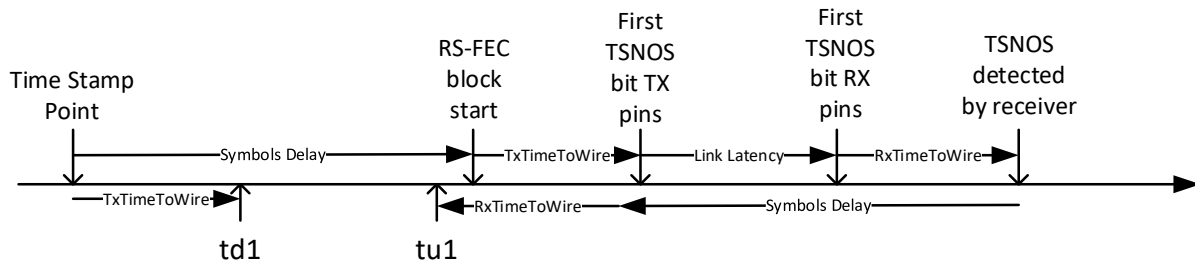 Time Stamp
Point
RS-FEC
block
start
First
TSNOS
bit TX
pins
First
TSNOS
bit RX
pins
TSNOS
detected
by receiver
Symbols Delay
TxTimeToWire
Link Latency
RxTimeToWire
TxTimeToWire
RxTimeToWire
Symbols Delay
td1
tu1